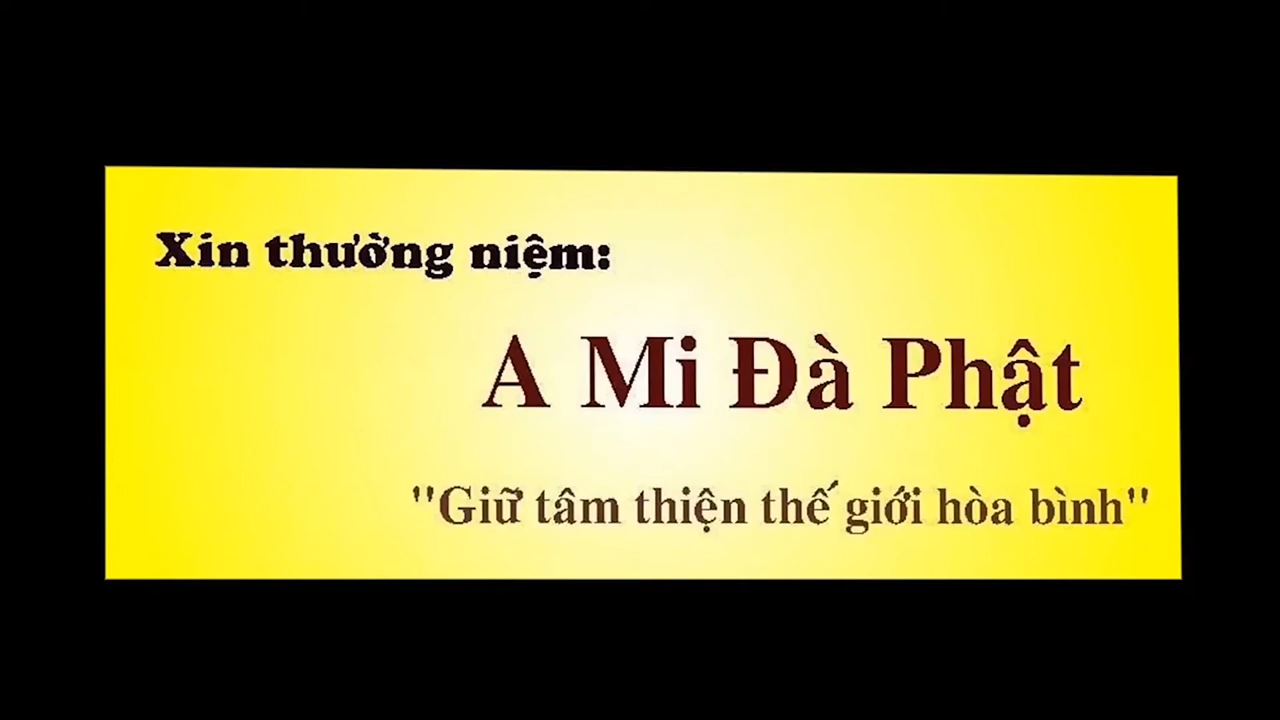 Xin thường niệm:
A Mi Đà Phật
"Giữ tâm thiện thế giới hòa bình"